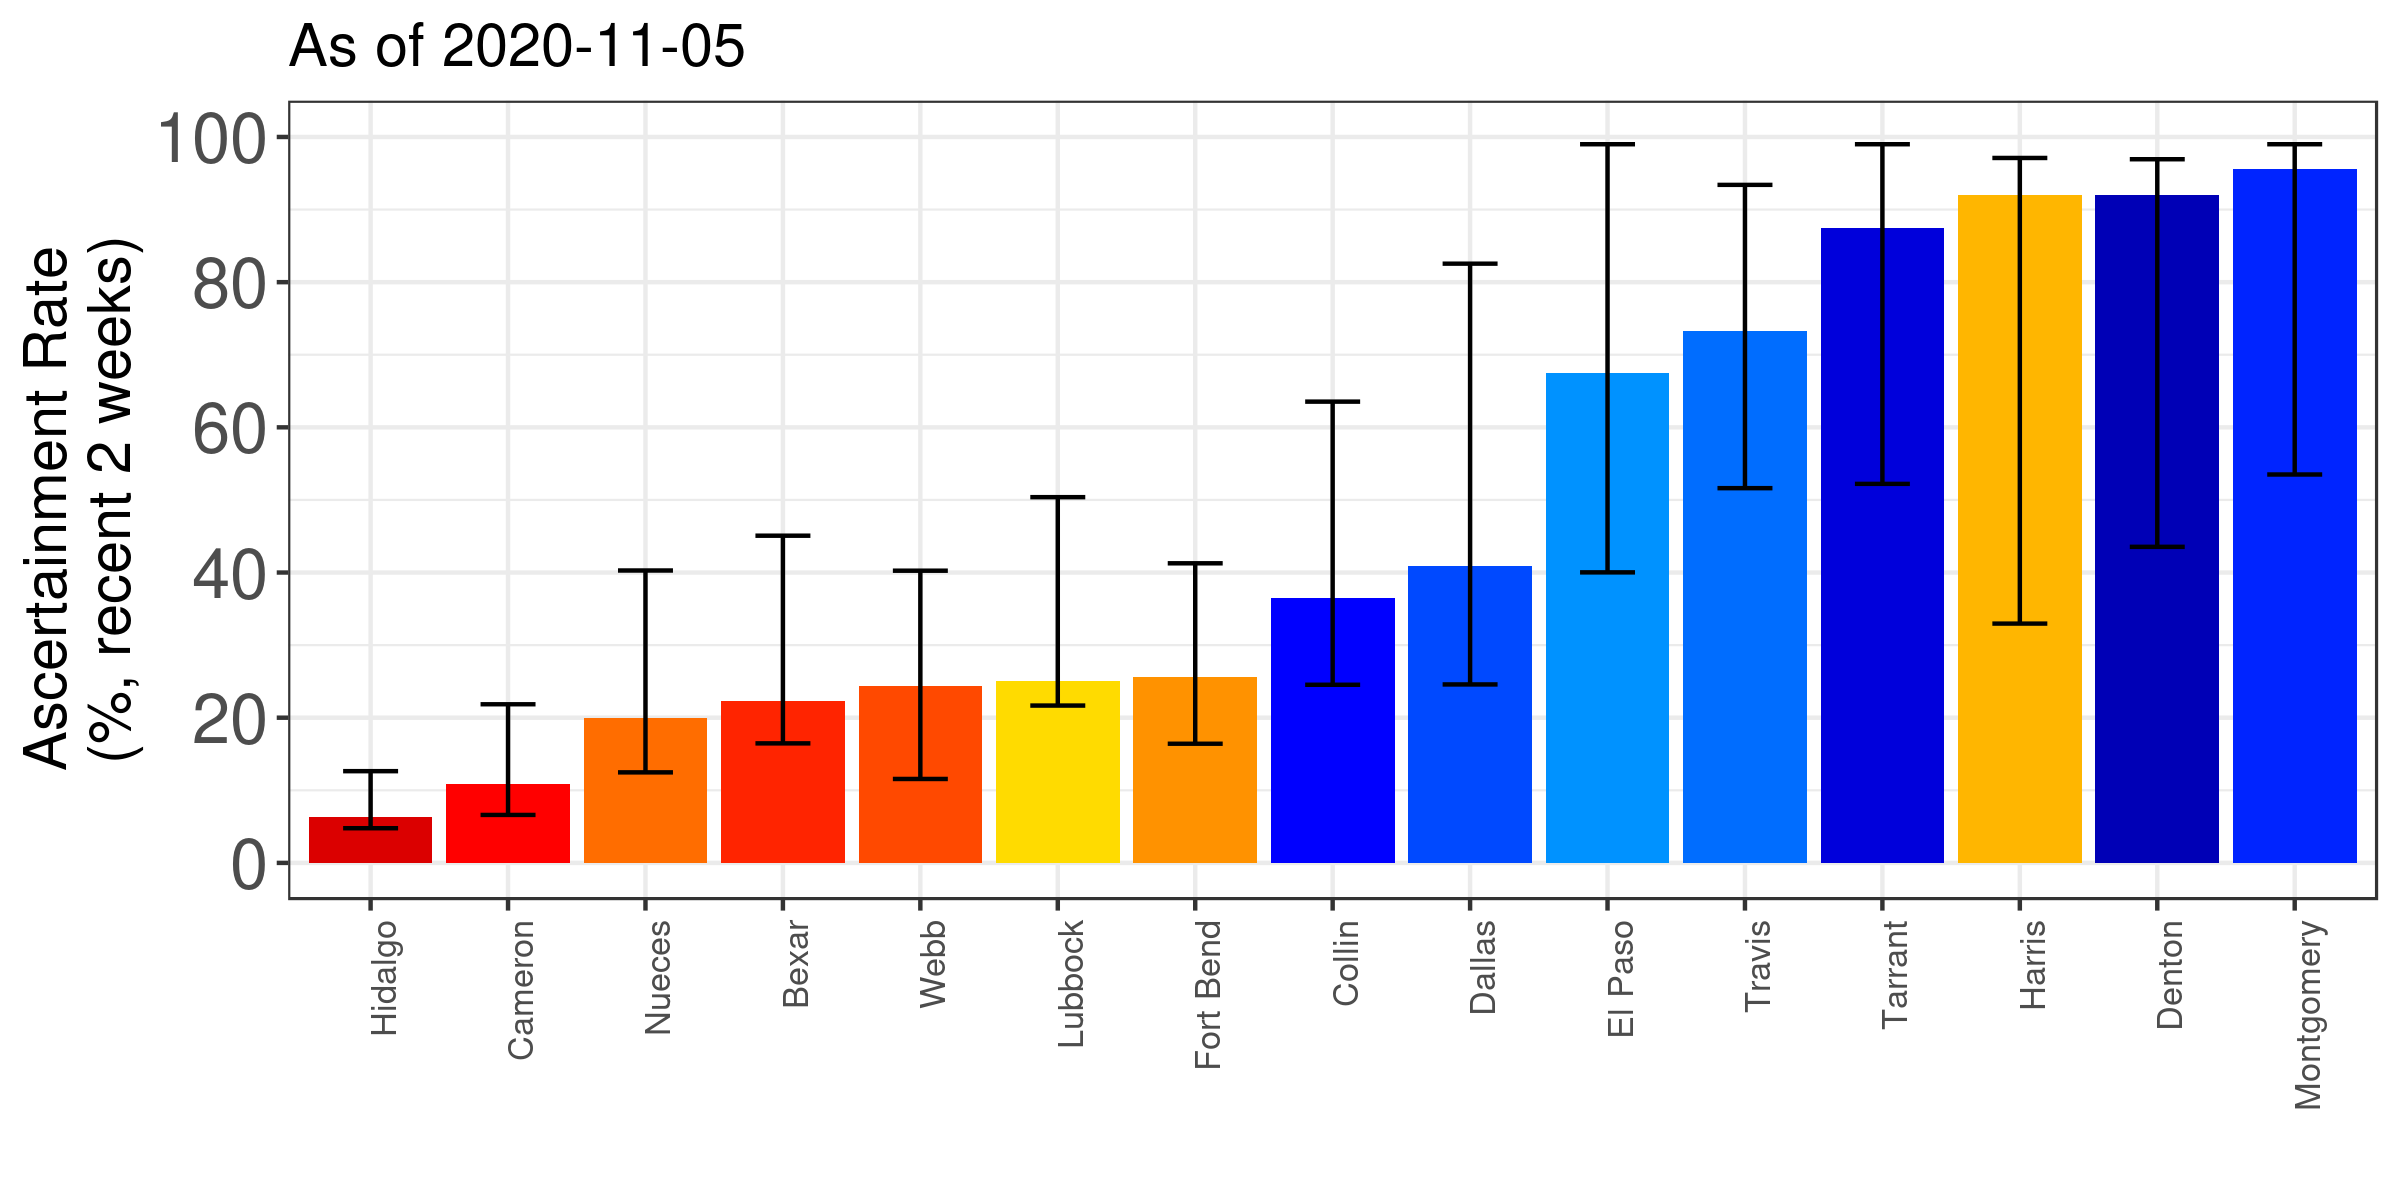 As of 2020-11-05
Ascertainment Rate
(%, recent 2 weeks)
100
80
60
40
20
0
Hidalgo
Cameron
Nueces
Bexar
Webb
Lubbock
Fort Bend
Collin
Dallas
El Paso
Travis
Tarrant
Harris
Denton
Montgomery